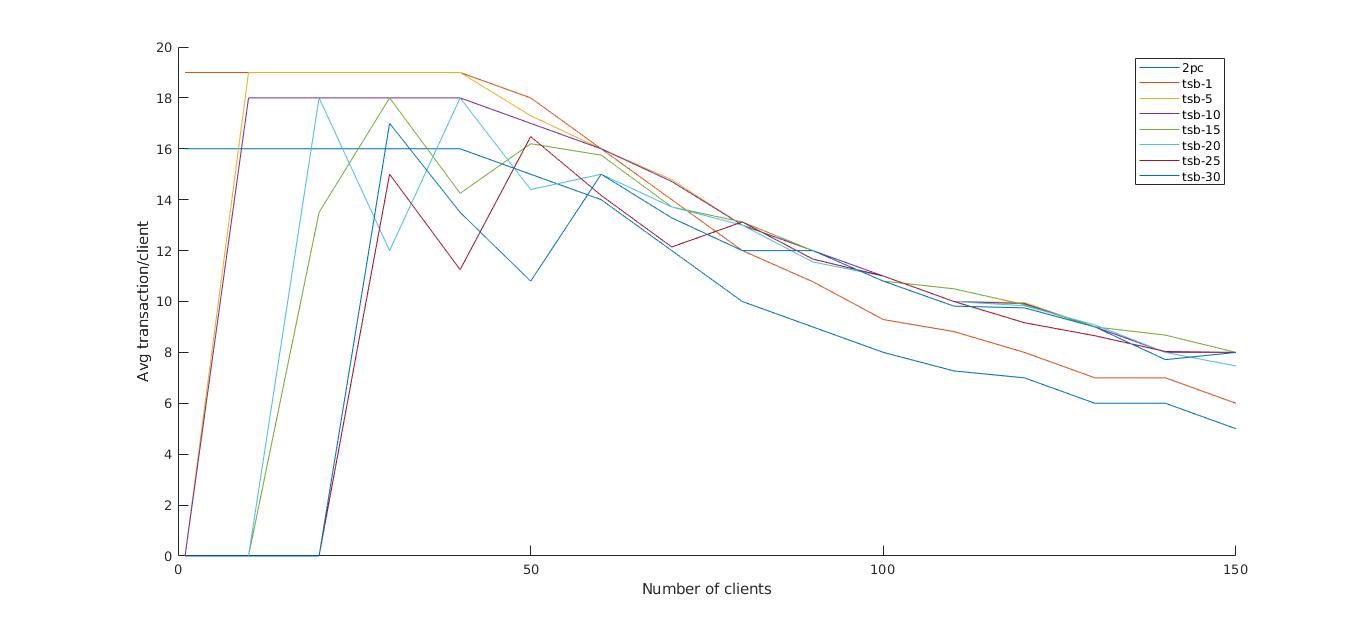 20
18
16
14
12
10
8
6
4
2
0
Avg transaction/client
0 50 100 150
Number of clients
2pc
tsb-1
tsb-5
tsb-10
tsb-15
tsb-20
tsb-25
tsb-30